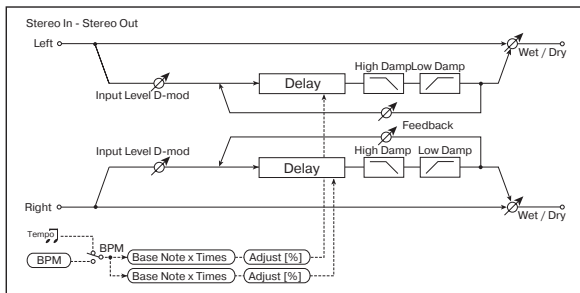 Stereo In - Stereo Out
Left
Wet / Dry
High Damp Low Damp
Delay
Input Level D-mod
Feedback
Input Level D-mod
High Damp Low Damp
Delay
Right
Wet / Dry
Tempo
BPM
BPM
Base Note x Times Adjust [%]
Base Note x Times Adjust [%]